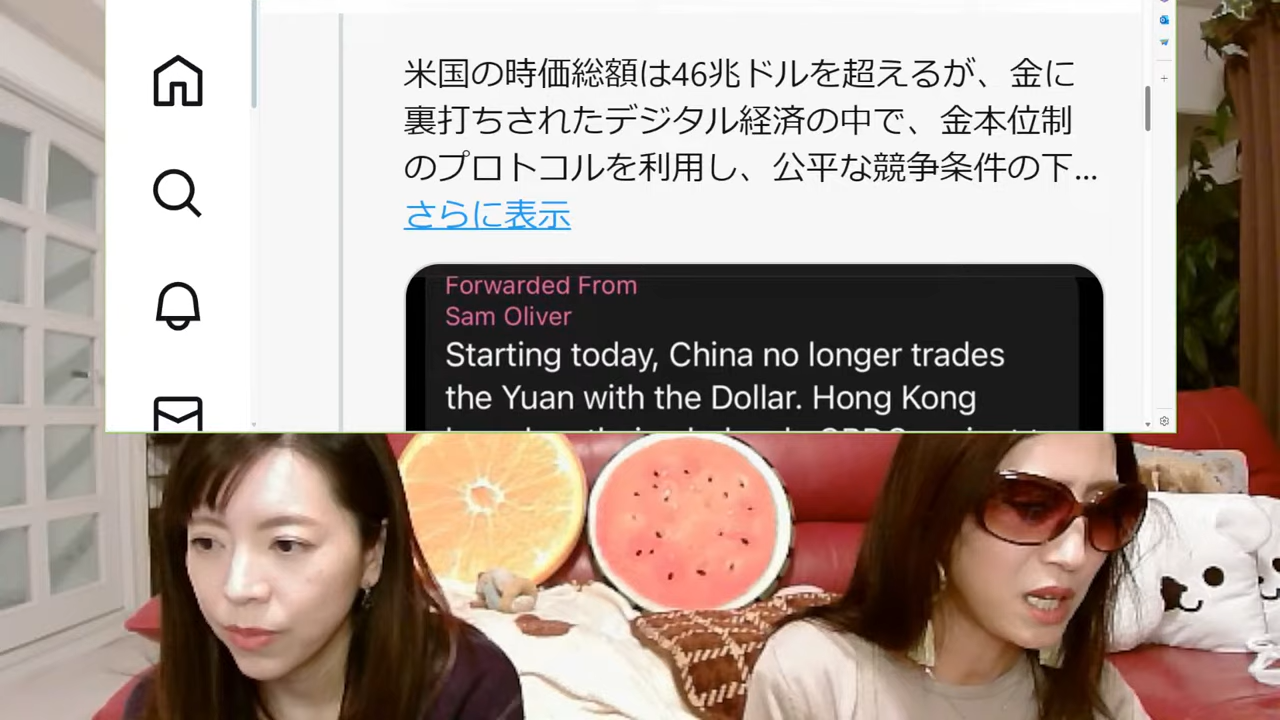 米国の時価総額は46兆ドルを超えるが、金に
裏打ちされたデジタル経済の中で、金本位制
のプロトコルを利用し、公平な競争条件の下...
さらに表示
Forwarded From
Sam Oliver
Starting today, China no longer trades
the Yuan with the Dollar. Hong Kong